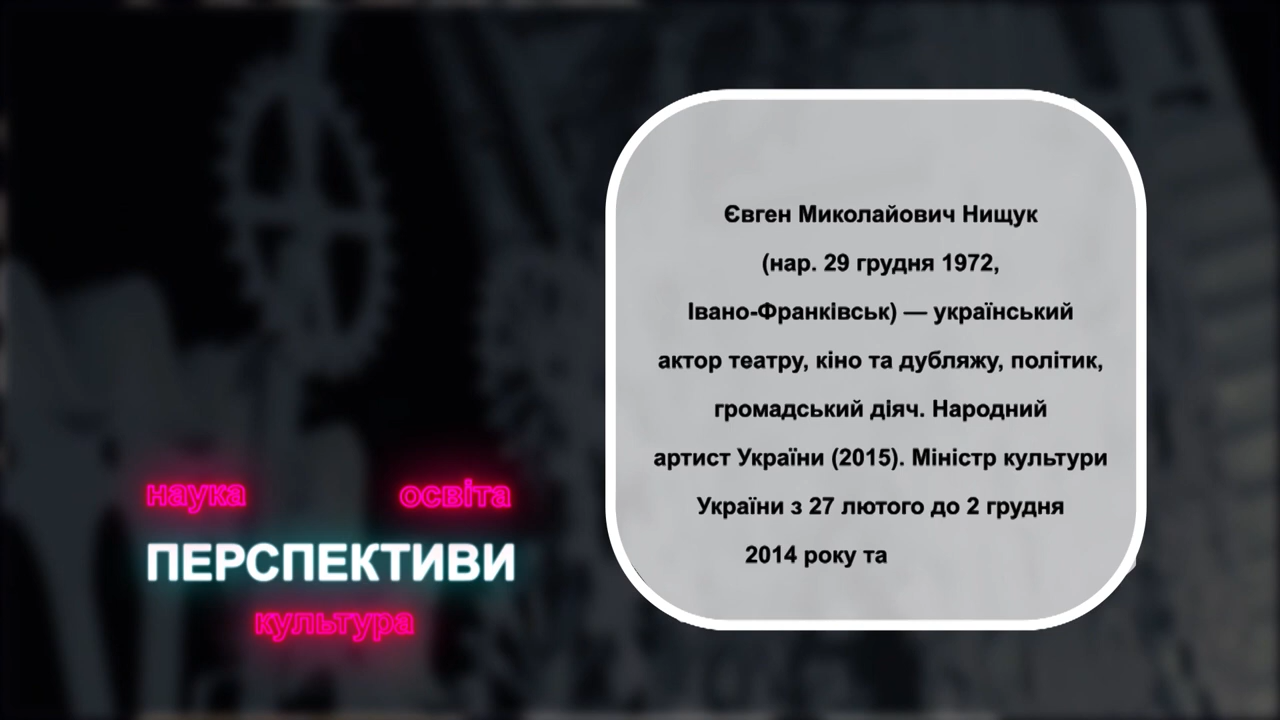 Євген Миколайович Нищук
(нар. 29 грудня 1972,
Івано-Франківськ) — український
актор театру, кіно та дубляжу, політик,
громадський діяч. Народний
артист України (2015). Міністр культури
України з 27 лютого до 2 грудня
2014 року та
наука освіта
ПЕРСПЕКТИВИ
культура